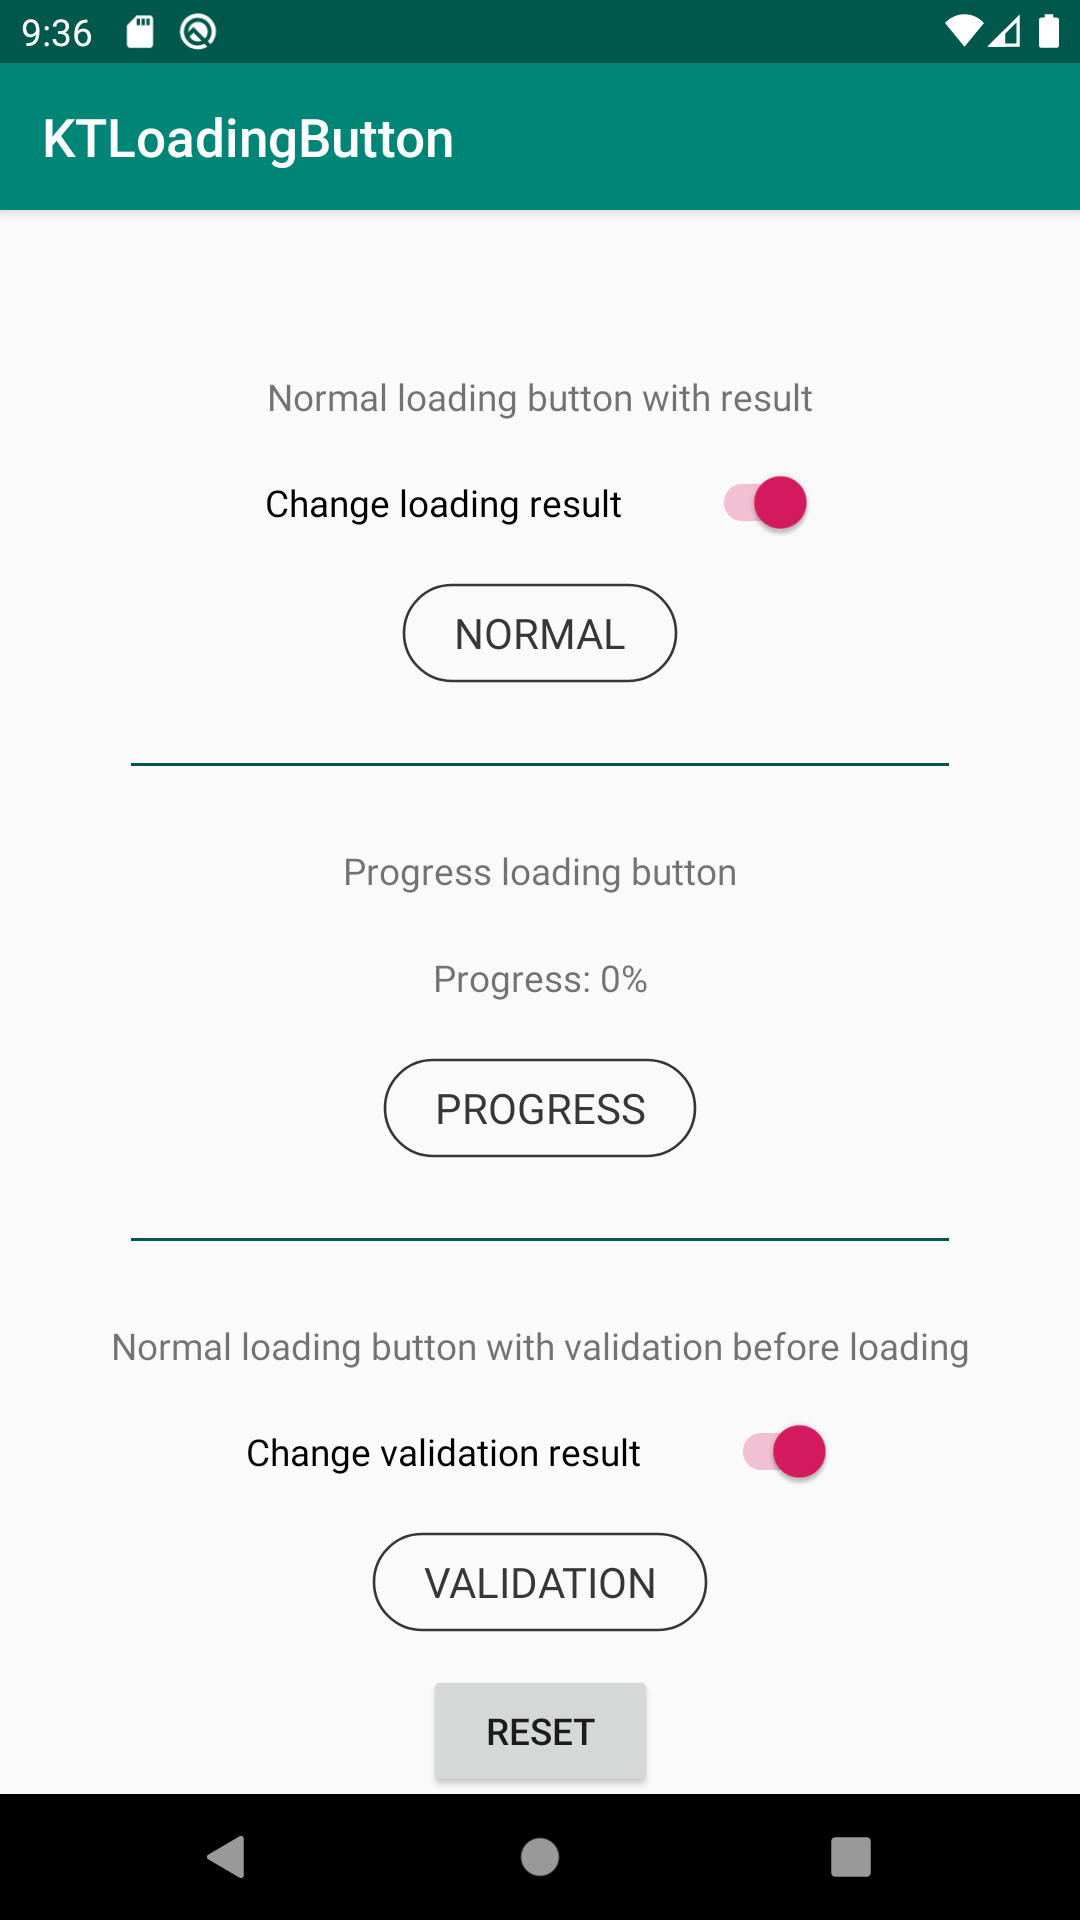 9:36
KTLoadingButton
Normal loading button with result
Change loading result
NORMAL
Progress loading button
Progress: 0%
PROGRESS
Normal loading button with validation before loading
Change validation result
VALIDATION
RESET